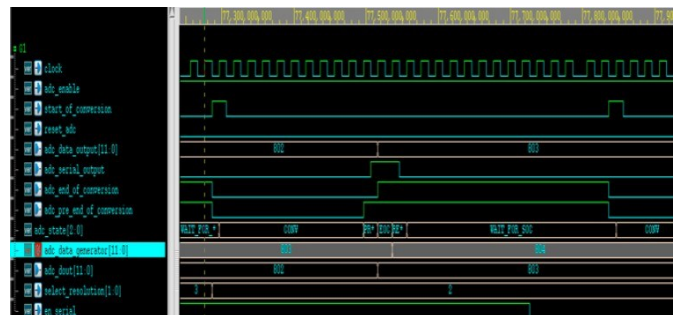 77,300,000,000 77,400,000,000 77,500,000,000 77,600,000,000 77,700,000,000 77,800,000,000
G1
clock
adc_enable
start_of_conversion
reset_adc
adc_data_output[11:0] 802 803
adc_serial_output
adc_end_of_conversion
adc_pre_end_of_conversion
adc_state[2:0] WAIT_FOR_* CONV EOC WAIT_FOR_SOC CONV
adc_data_generator[11:0] 803 804
adc_dout[11:0] 802 803
select_resolution[1:0] 3 2
en_serial